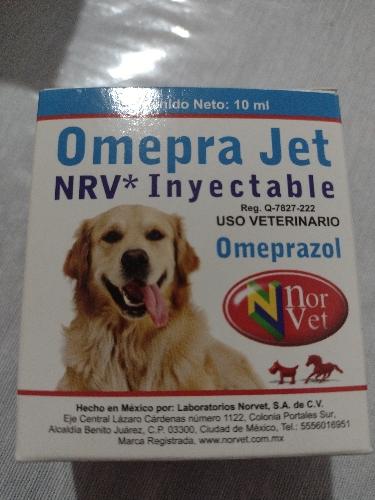 nido Neto: 10 ml
Omepra Jet
NRV* Inyectable
Reg. Q-7827-222
USO VETERINARIO
Omeprazol
Nor
Vet
Hecho en México por: Laboratorios Norvet, S.A. de C.V.
Eje Central Lázaro Cárdenas número 1122, Colonia Portales Sur,
Alcaldía Benito Juárez, C.P. 03300, Ciudad de México, Tel.: 5556016951
Marca Registrada, www.norvet.com.mx